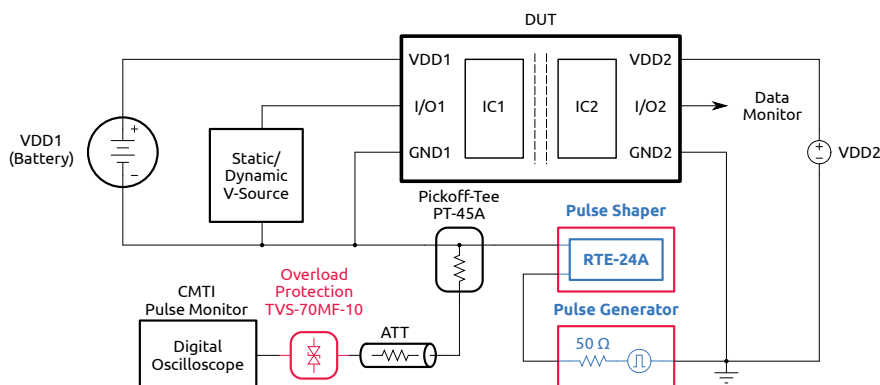 DUT
VDD1
VDD2
IC1
IC2
I/O1
I/O2
Data
Monitor
VDD1
(Battery)
+
−
Static/
Dynamic
V-Source
GND1
GND2
+
−
VDD2
Pickoff-Tee
PT-45A
Pulse Shaper
RTE-24A
CMTI
Pulse Monitor
Overload
Protection
TVS-70MF-10
Pulse Generator
ATT
Digital
Oscilloscope
50 Ω